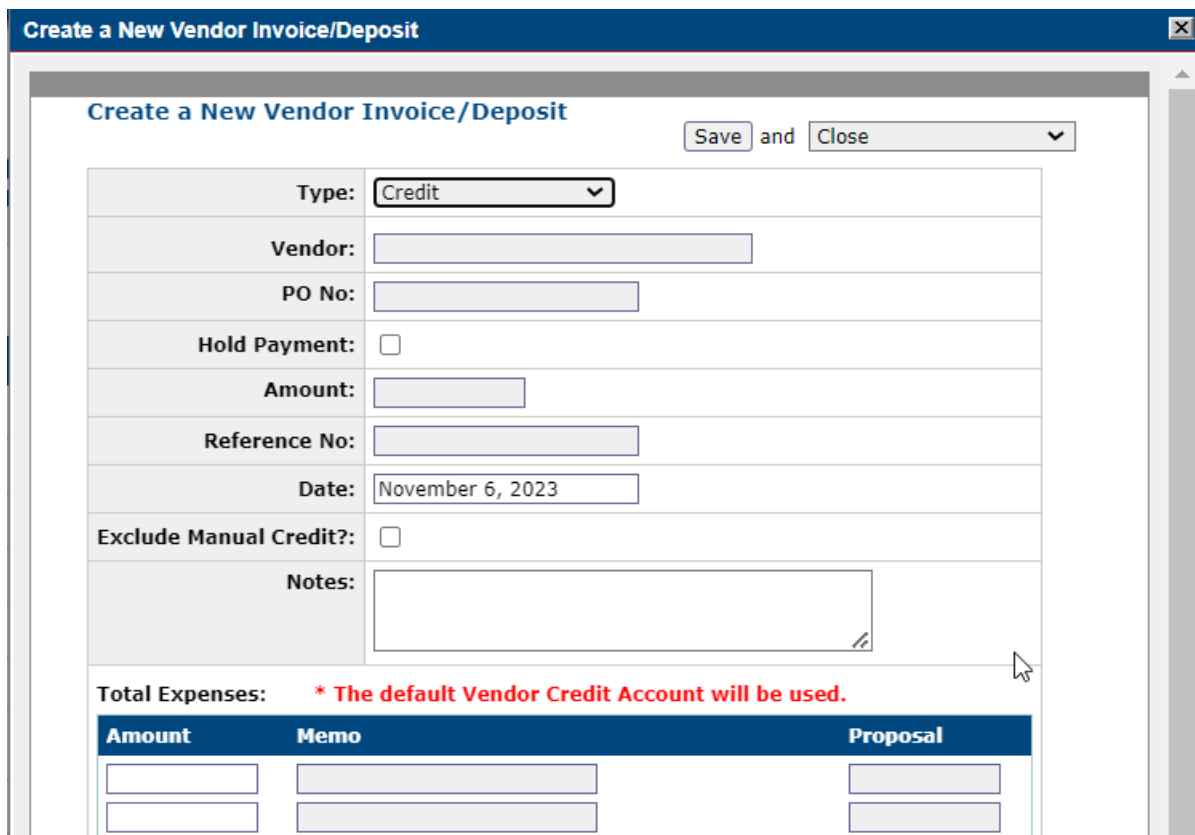 Create a New Vendor Invoice/Deposit
Create a New Vendor Invoice/Deposit
Save and Close
Type: Credit
Vendor:
PO No:
Hold Payment:
Amount:
Reference No:
Date: November 6, 2023
Exclude Manual Credit?:
Notes:
Total Expenses: * The default Vendor Credit Account will be used.
Amount Memo Proposal